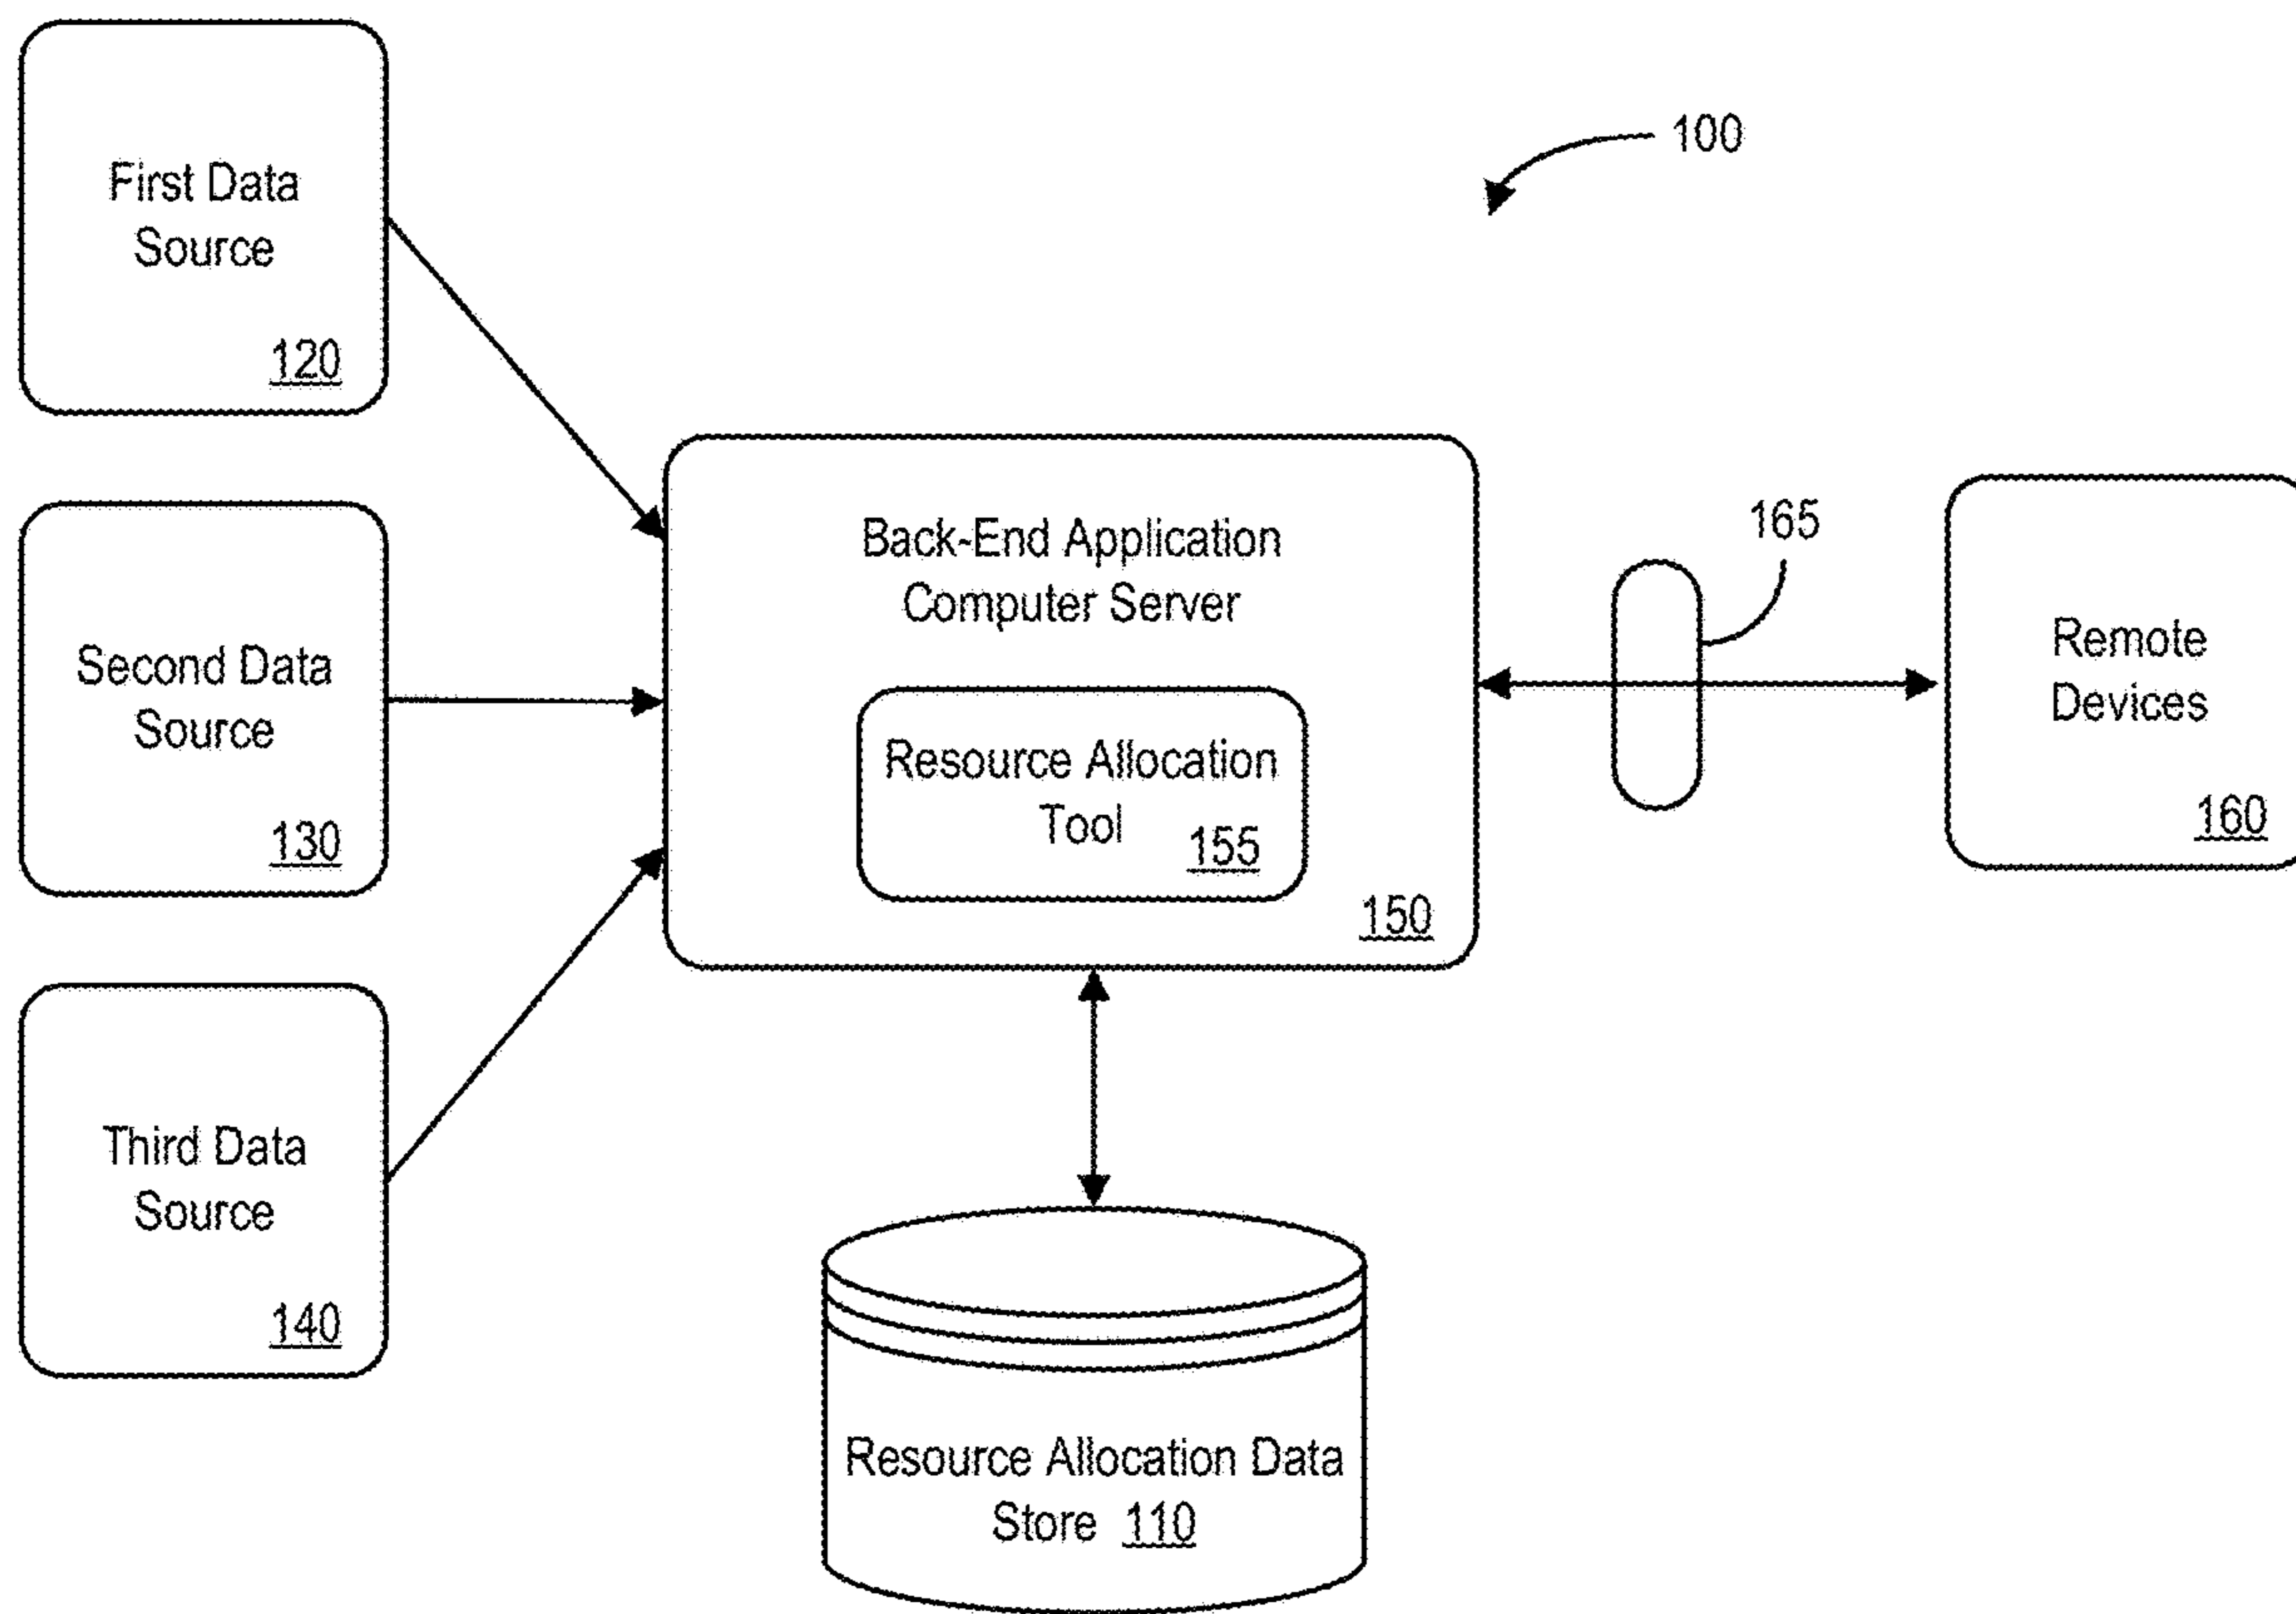 100
First Data
Source
120
Second Data
Source
130
Third Data
Source
140
Back-End Application
Computer Server
Resource Allocation
Tool 155
150
165
Remote
Devices
160
Resource Allocation Data
Store 110